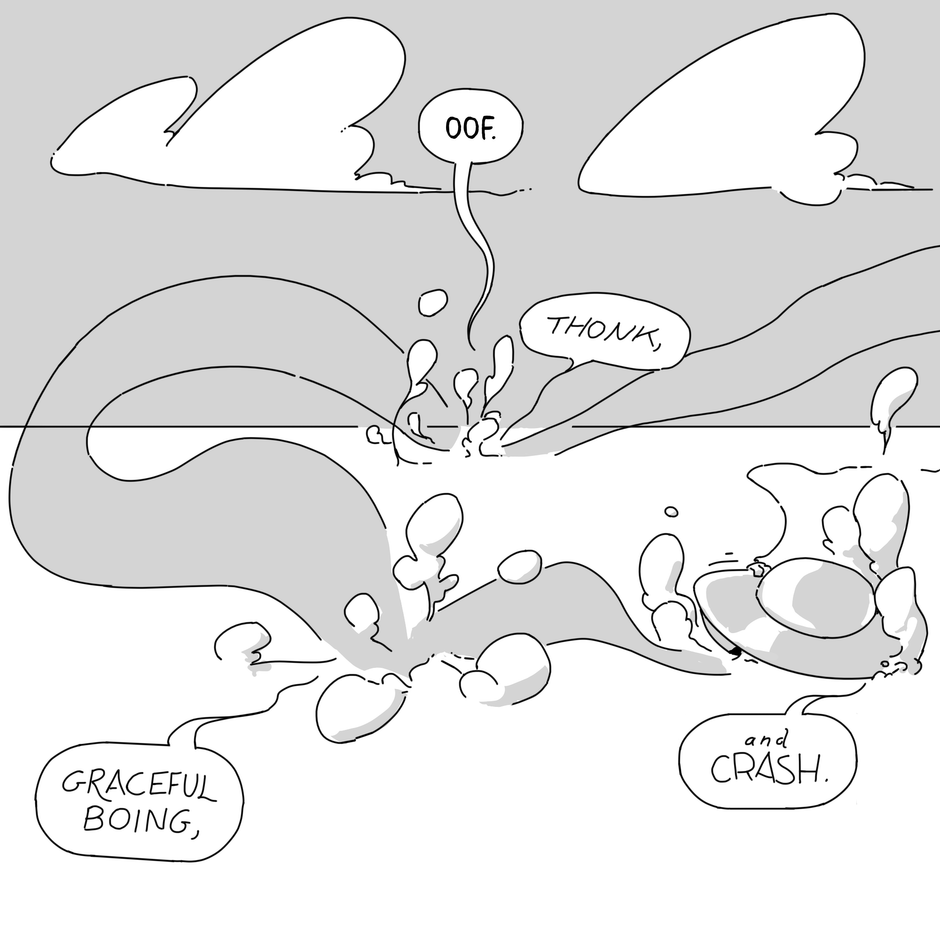 OOF.
THONK,
GRACEFUL
BOING,
and
CRASH.